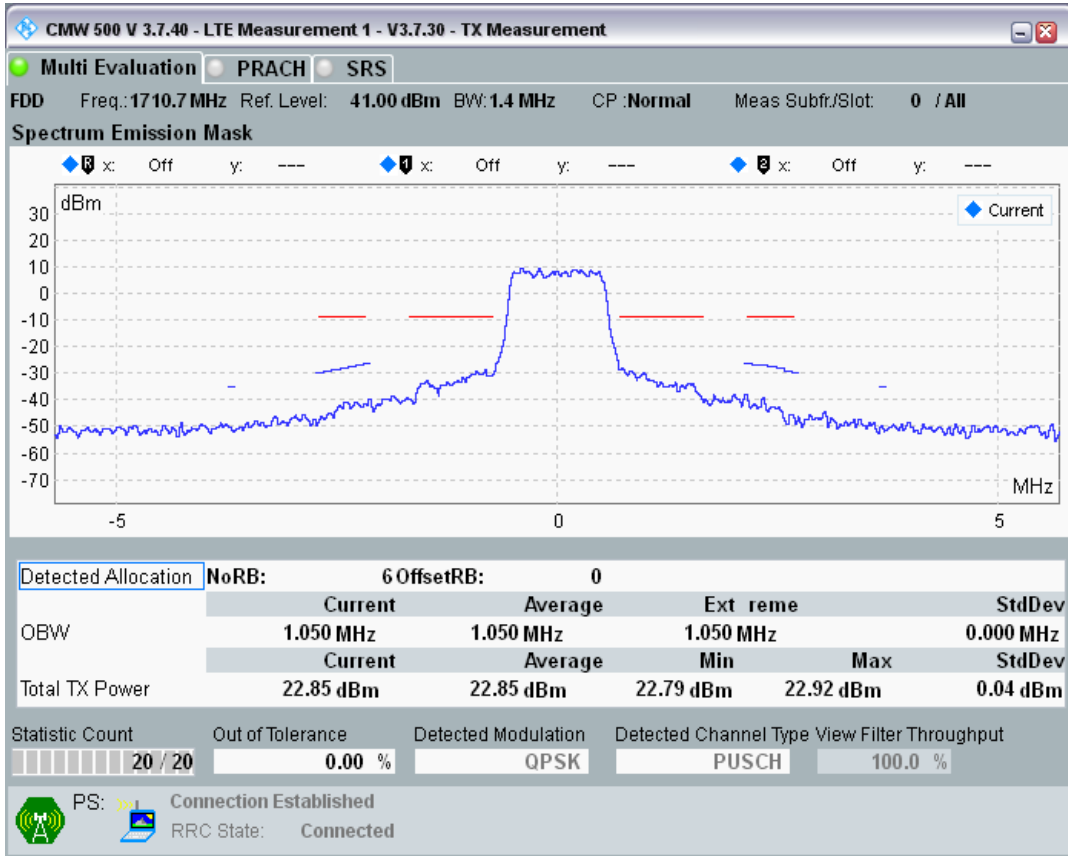 CMW 500 V 3.7.40 - LTE Measurement 1 - V3.7.30 - TX Measurement
Multi Evaluation PRACH SRS
FDD Freq.: 1710.7 MHz Ref. Level: 41.00 dBm BW: 1.4 MHz CP : Normal Meas Subfr./Slot: 0 / All
Spectrum Emission Mask
R x: Off y: --- 1 x: Off y: --- 2 x: Off y: ---
dBm
Current
30
20
10
0
-10
-20
-30
-40
-50
-60
-70
MHz
-5 0 5
Detected Allocation NoRB: 6 OffsetRB: 0
Current Average Ext reme StdDev
OBW 1.050 MHz 1.050 MHz 1.050 MHz 0.000 MHz
Current Average Min Max StdDev
Total TX Power 22.85 dBm 22.85 dBm 22.79 dBm 22.92 dBm 0.04 dBm
Statistic Count Out of Tolerance Detected Modulation Detected Channel Type View Filter Throughput
20 / 20 0.00 % QPSK PUSCH 100.0 %
PS: Connection Established
RRC State: Connected